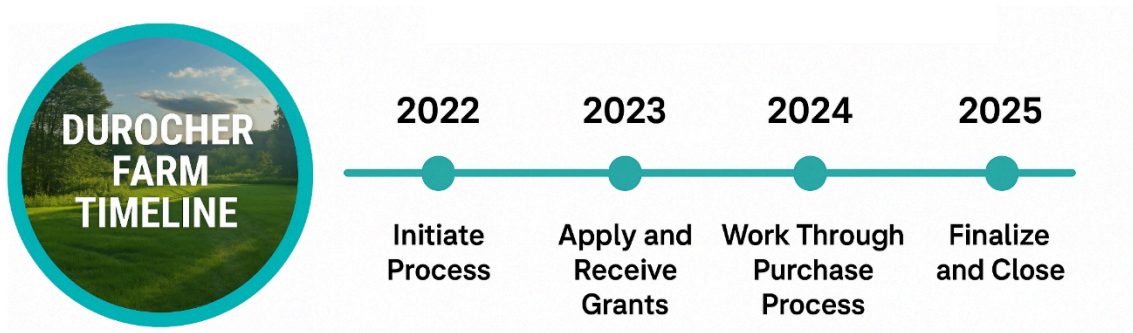 DUROCHER
FARM
TIMELINE
2022
2023
2024
2025
Initiate
Process
Apply and
Receive
Grants
Work Through
Purchase
Process
Finalize
and Close